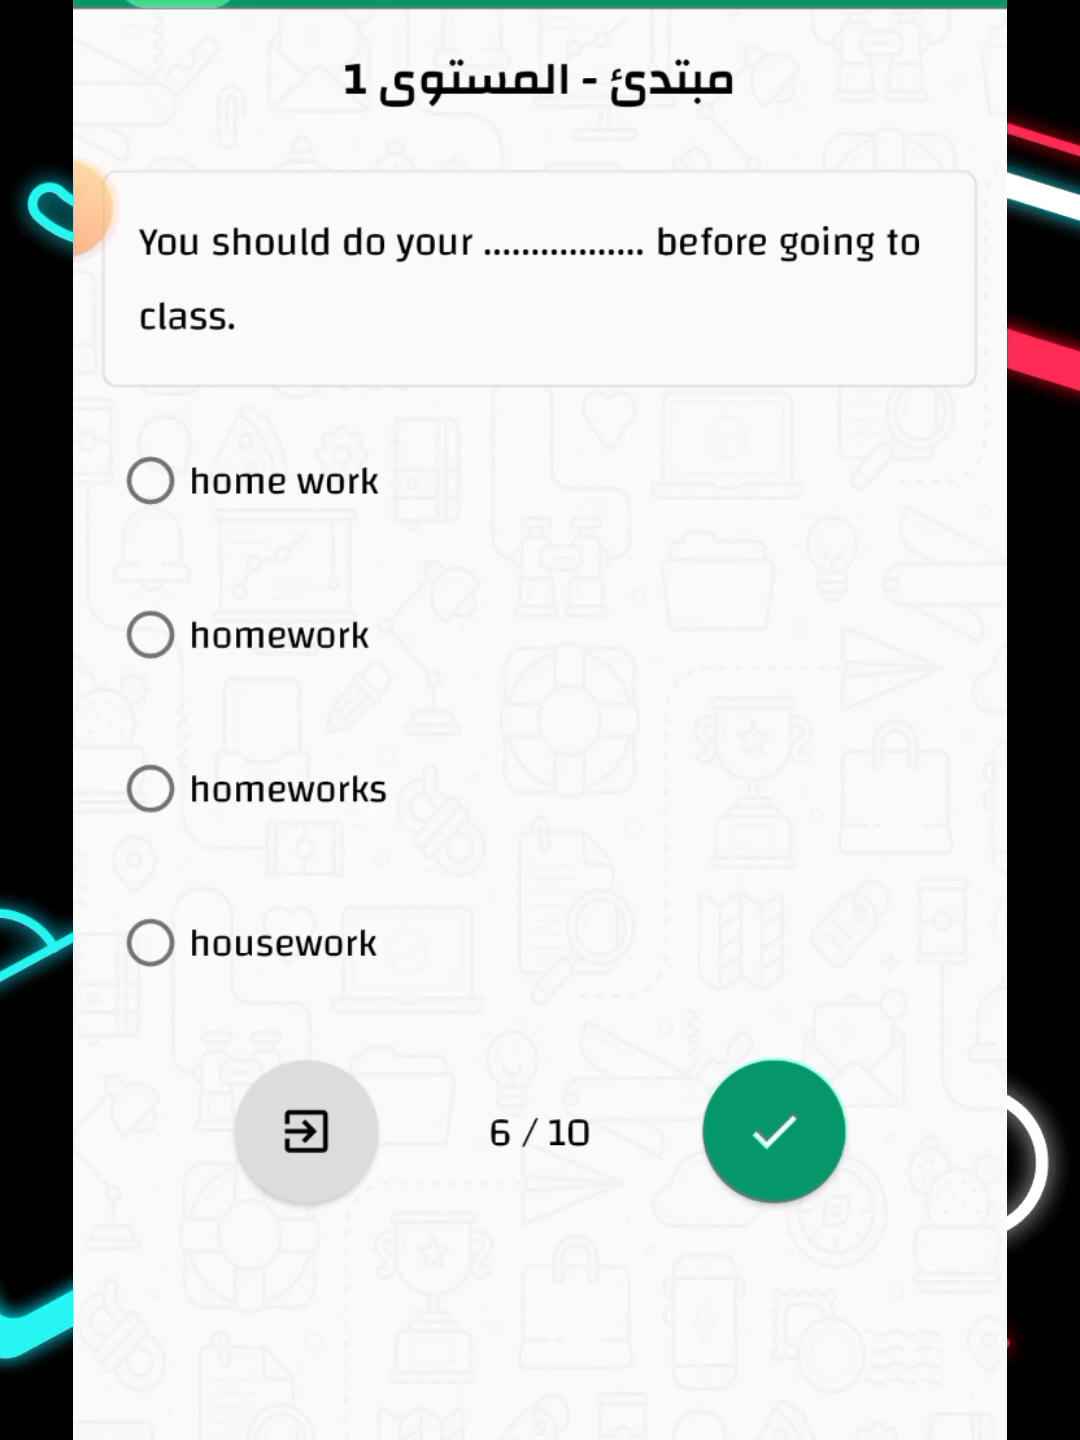 مبتدئ - المستوى 1
You should do your ................. before going to
class.
home work
homework
homeworks
housework
6 / 10